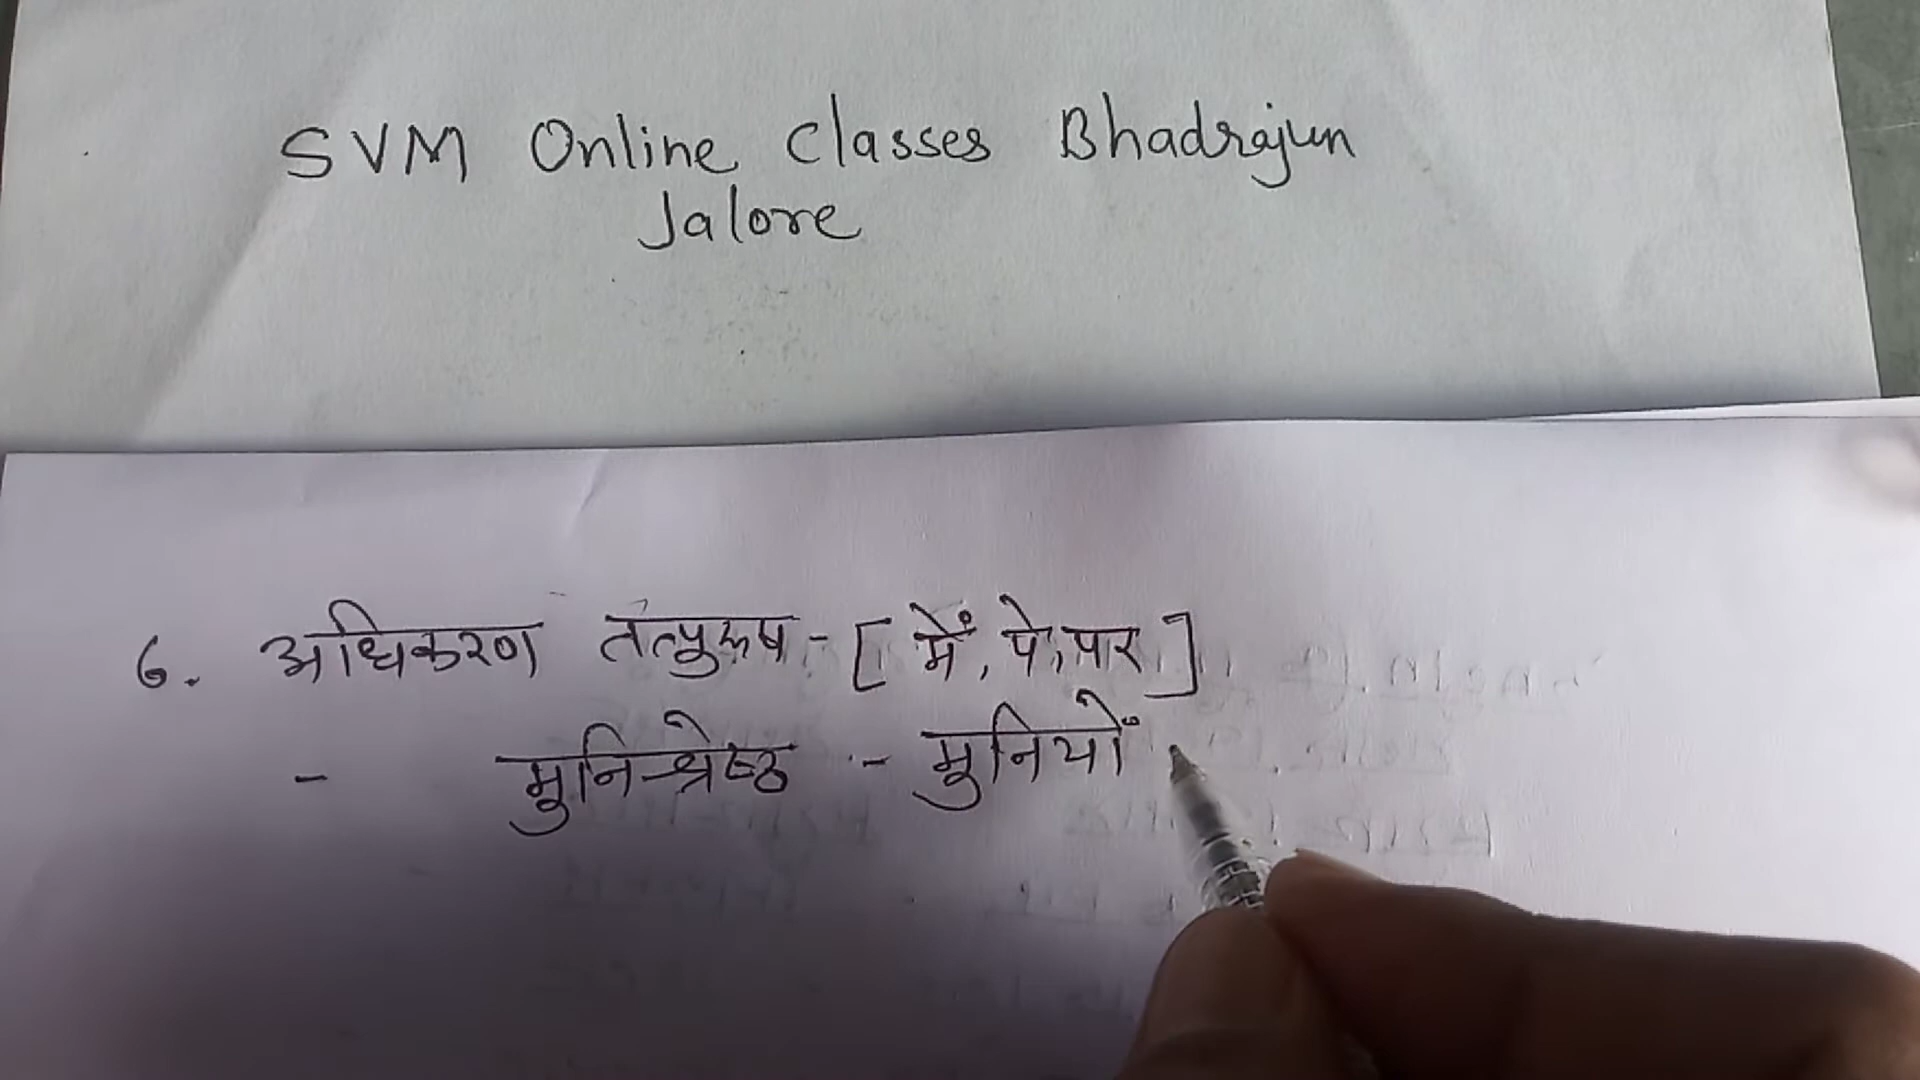 SVM Online Classes Bhadrajun
Jalore
6. अधिकरण तत्पुरूष - [ में, पे, पर ]
- मुनिश्रेष्ठ - मुनियों